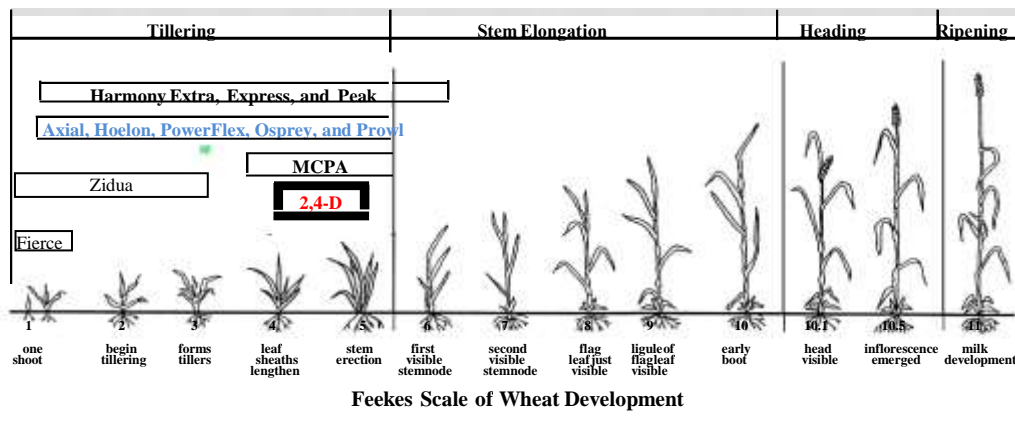 Tillering Stem Elongation Heading Ripening
Harmony Extra, Express, and Peak
Axial, Hoelon, PowerFlex, Osprey, and Prowl
MCPA
Zidua
2,4-D
Fierce
1 2 3 4 5 6 7 8 9 10 10.1 10.5 11
one shoot
begin tillering
forms tillers
leaf sheaths lengthen
stem erection
first visible stemnode
second visible stemnode
flag leaf just visible
ligule of flag leaf visible
early boot
head visible
inflorescence emerged
milk development
Feekes Scale of Wheat Development